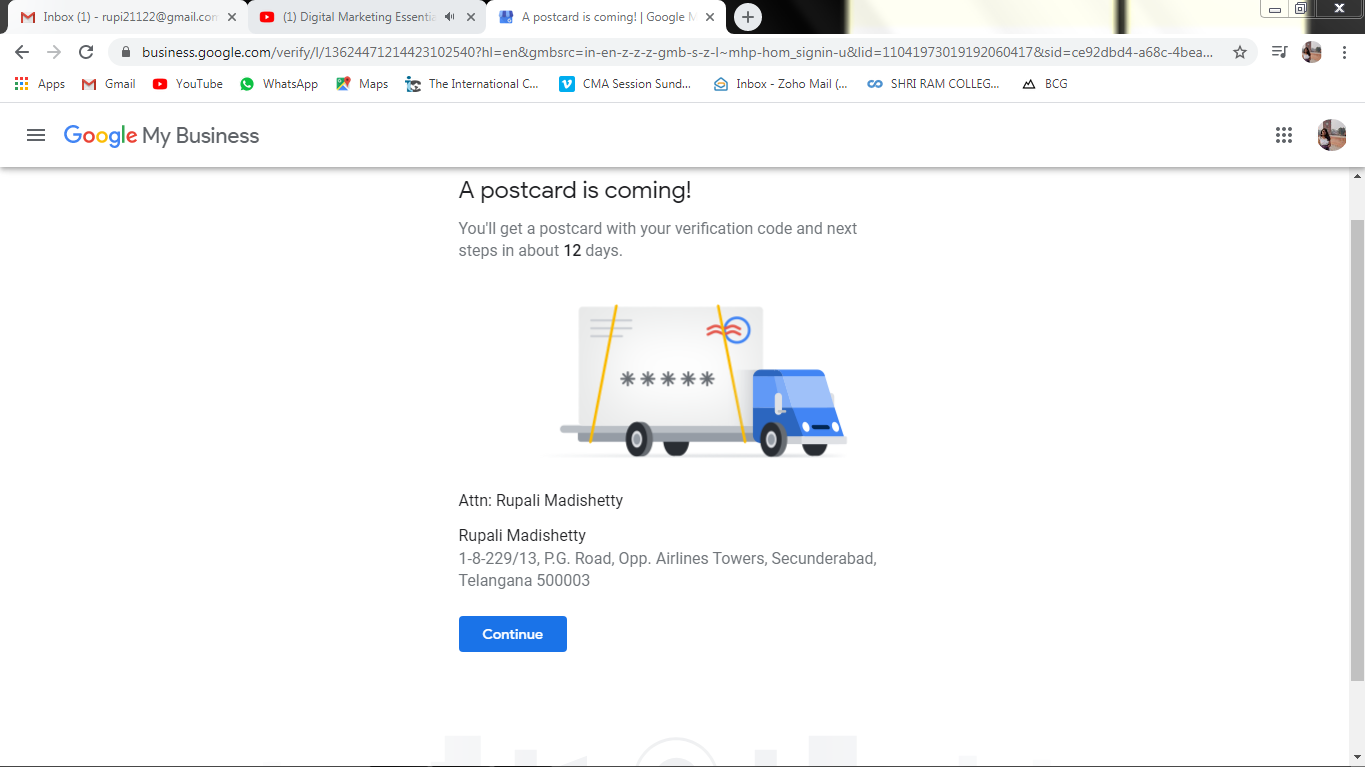 Inbox (1) - rupi21122@gmail.com
(1) Digital Marketing Essentia
A postcard is coming! | Google M
business.google.com/verify/l/13624471214423102540?hl=en&gmbsrc=in-en-z-z-z-gmb-s-z-l~mhp-hom_signin-u&lid=11041973019192060417&sid=ce92dbd4-a68c-4bea...
Apps Gmail YouTube WhatsApp Maps The International C... CMA Session Sund... Inbox - Zoho Mail (... SHRI RAM COLLEG... BCG
Google My Business
A postcard is coming!
You'll get a postcard with your verification code and next
steps in about 12 days.
*****
Attn: Rupali Madishetty
Rupali Madishetty
1-8-229/13, P.G. Road, Opp. Airlines Towers, Secunderabad,
Telangana 500003
Continue